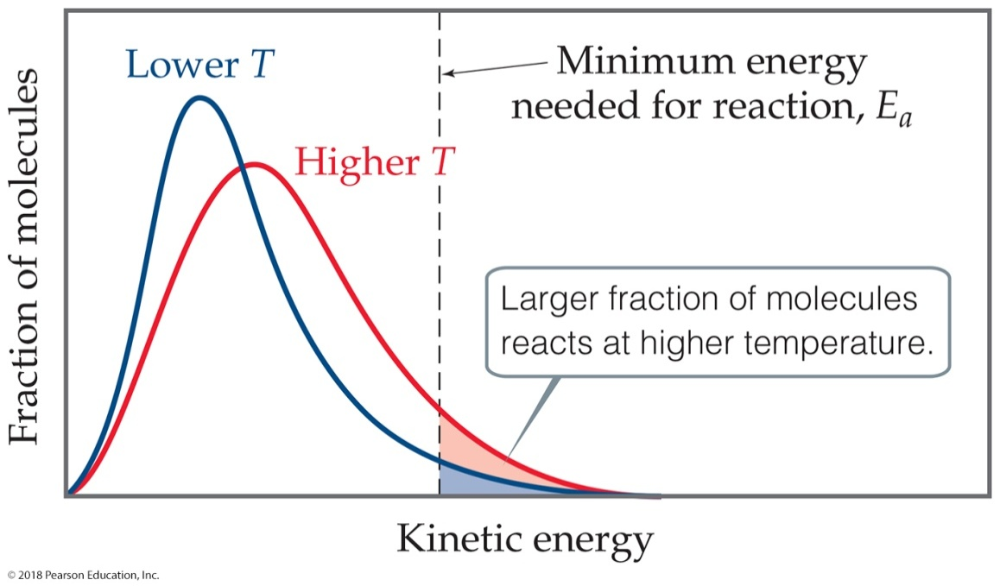 Lower T
Minimum energy
needed for reaction, Eₐ
Higher T
Fraction of molecules
Larger fraction of molecules
reacts at higher temperature.
Kinetic energy
© 2018 Pearson Education, Inc.